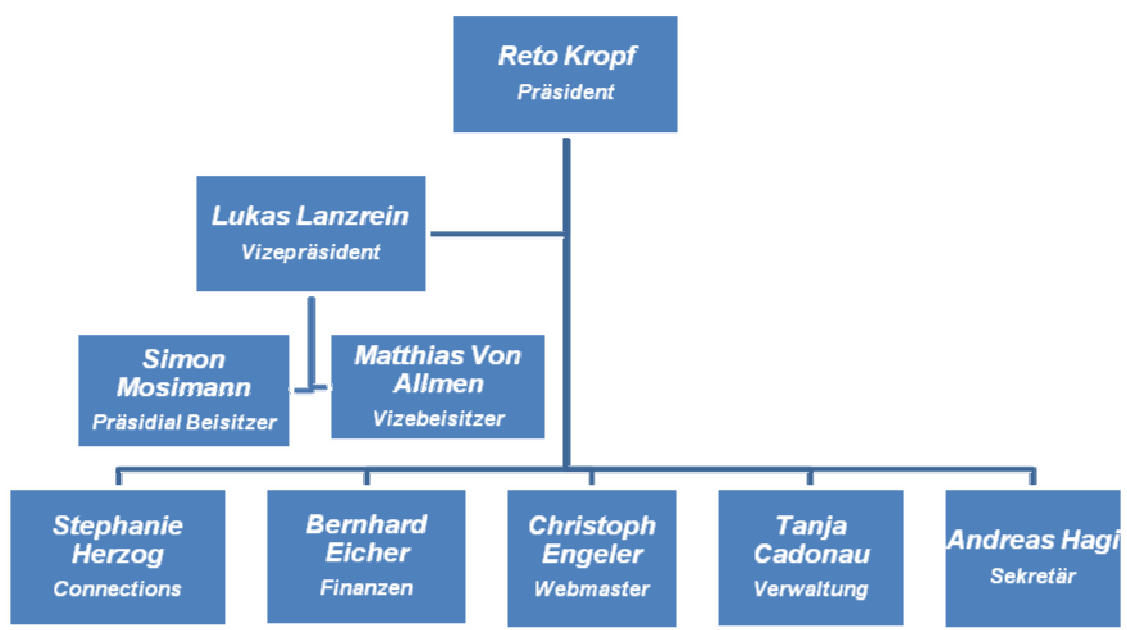 Reto Kropf
Präsident
Lukas Lanzrein
Vizepräsident
Simon
Mosimann
Präsidial Beisitzer
Matthias Von
Allmen
Vizebeisitzer
Stephanie
Herzog
Connections
Bernhard
Eicher
Finanzen
Christoph
Engeler
Webmaster
Tanja
Cadonau
Verwaltung
Andreas Hagi
Sekretär